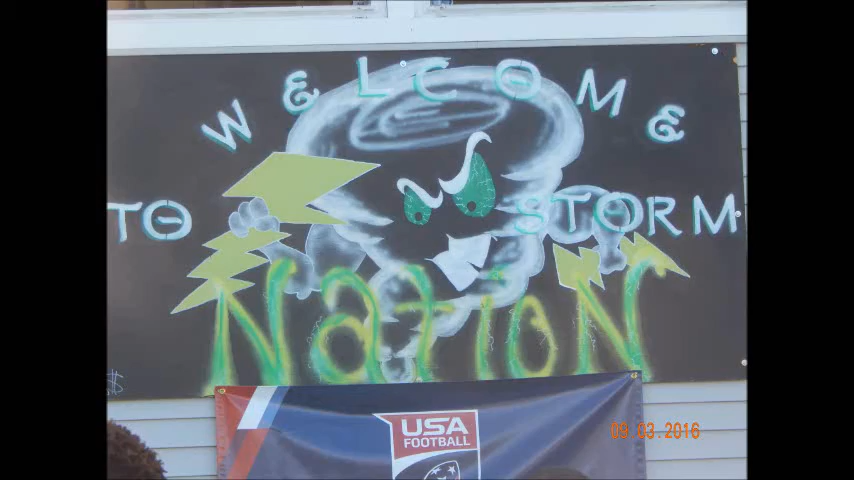 WELCOME
TO STORM
NatioN
USA
FOOTBALL
09.03.2016